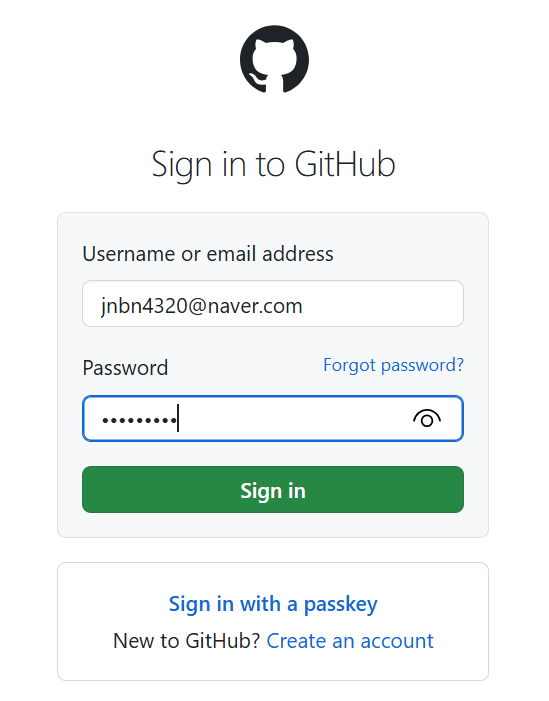 Sign in to GitHub
Username or email address
jnbn4320@naver.com
Password Forgot password?
•••••••••
Sign in
Sign in with a passkey
New to GitHub? Create an account